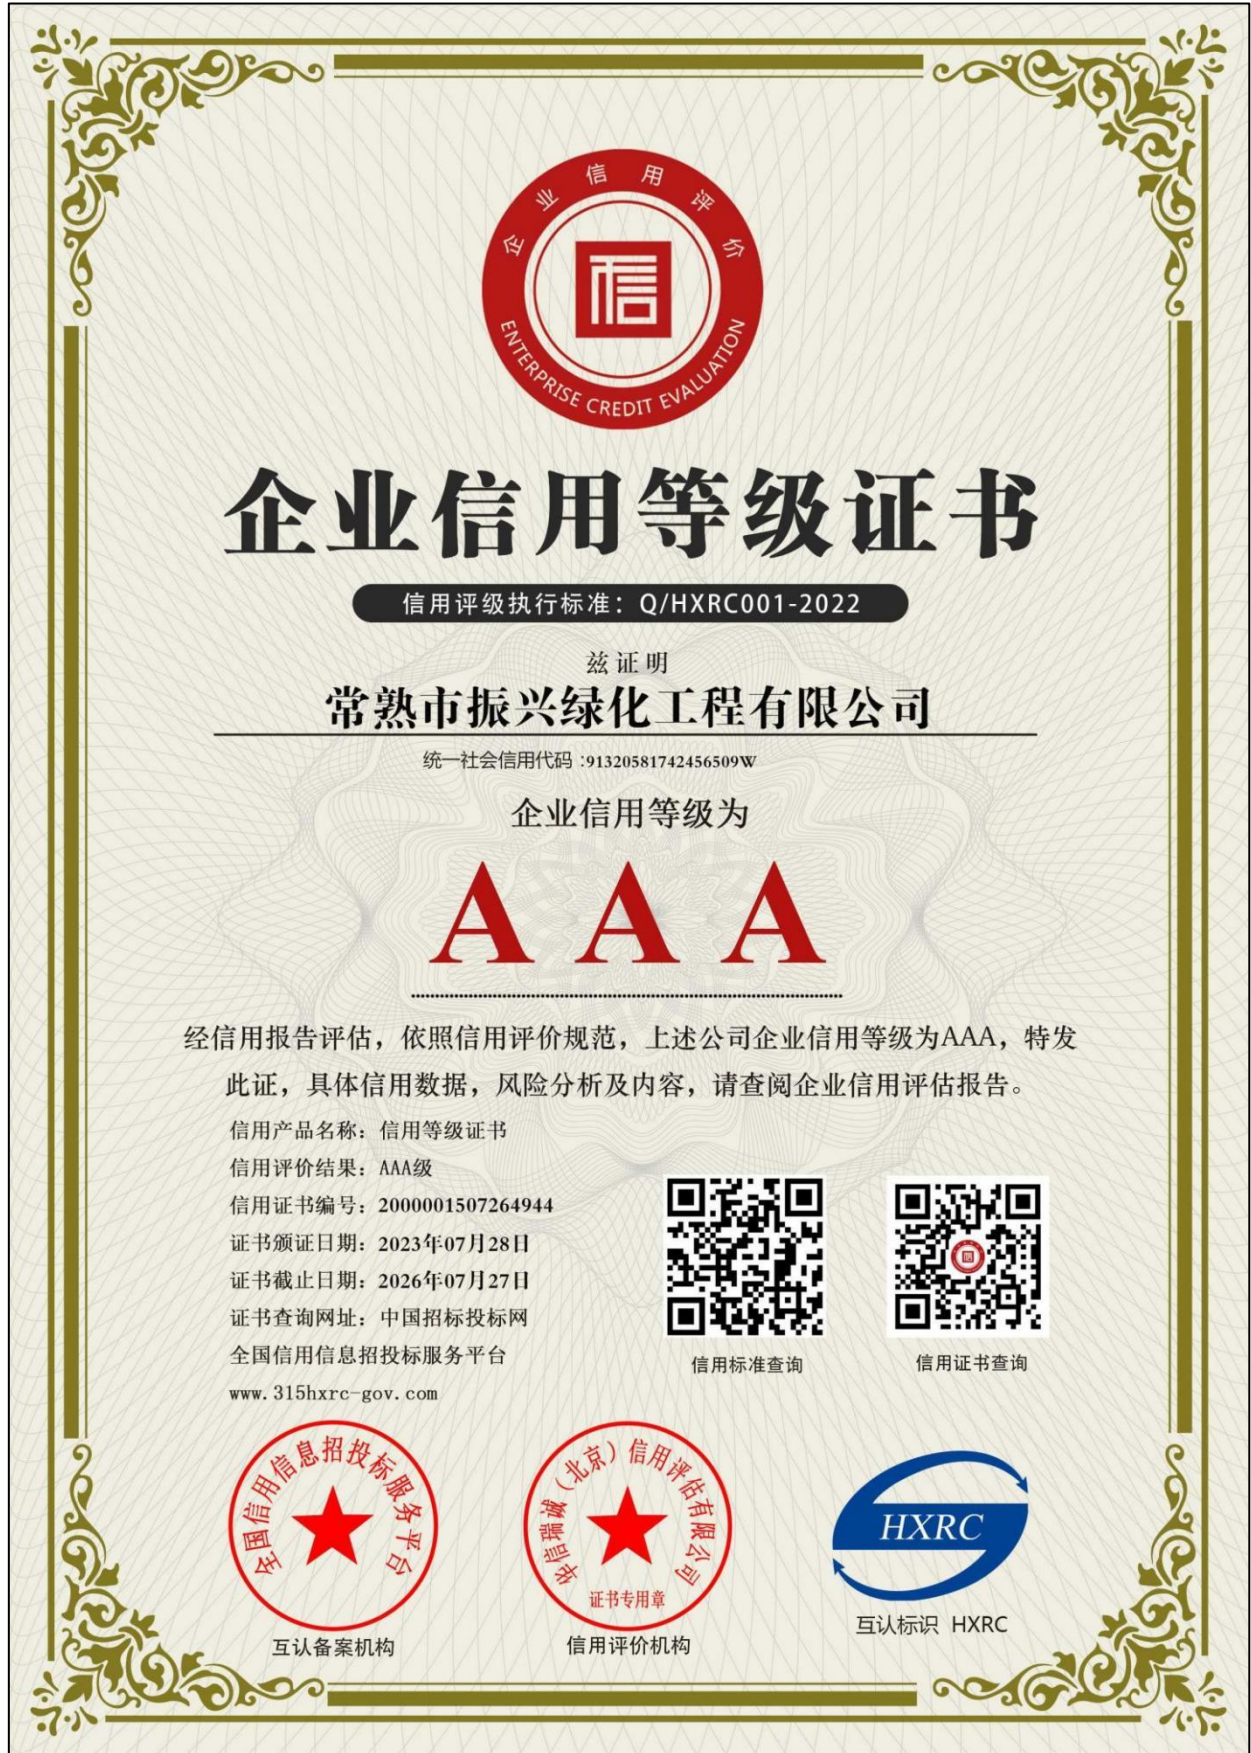 企业信用评价
信
ENTERPRISE CREDIT EVALUATION
企业信用等级证书
信用评级执行标准：Q/HXRC001-2022
兹证明
常熟市振兴绿化工程有限公司
统一社会信用代码:91320581742456509W
企业信用等级为
AAA
经信用报告评估，依照信用评价规范，上述公司企业信用等级为AAA，特发
此证，具体信用数据，风险分析及内容，请查阅企业信用评估报告。
信用产品名称：信用等级证书
信用评价结果：AAA级
信用证书编号：2000001507264944
证书颁证日期：2023年07月28日
证书截止日期：2026年07月27日
证书查询网址：中国招标投标网
全国信用信息招投标服务平台
www.315hxrc-gov.com
信用标准查询
信用证书查询
全国信用信息招投标服务平台
互认备案机构
华信瑞诚（北京）信用评估有限公司
证书专用章
信用评价机构
HXRC
互认标识 HXRC